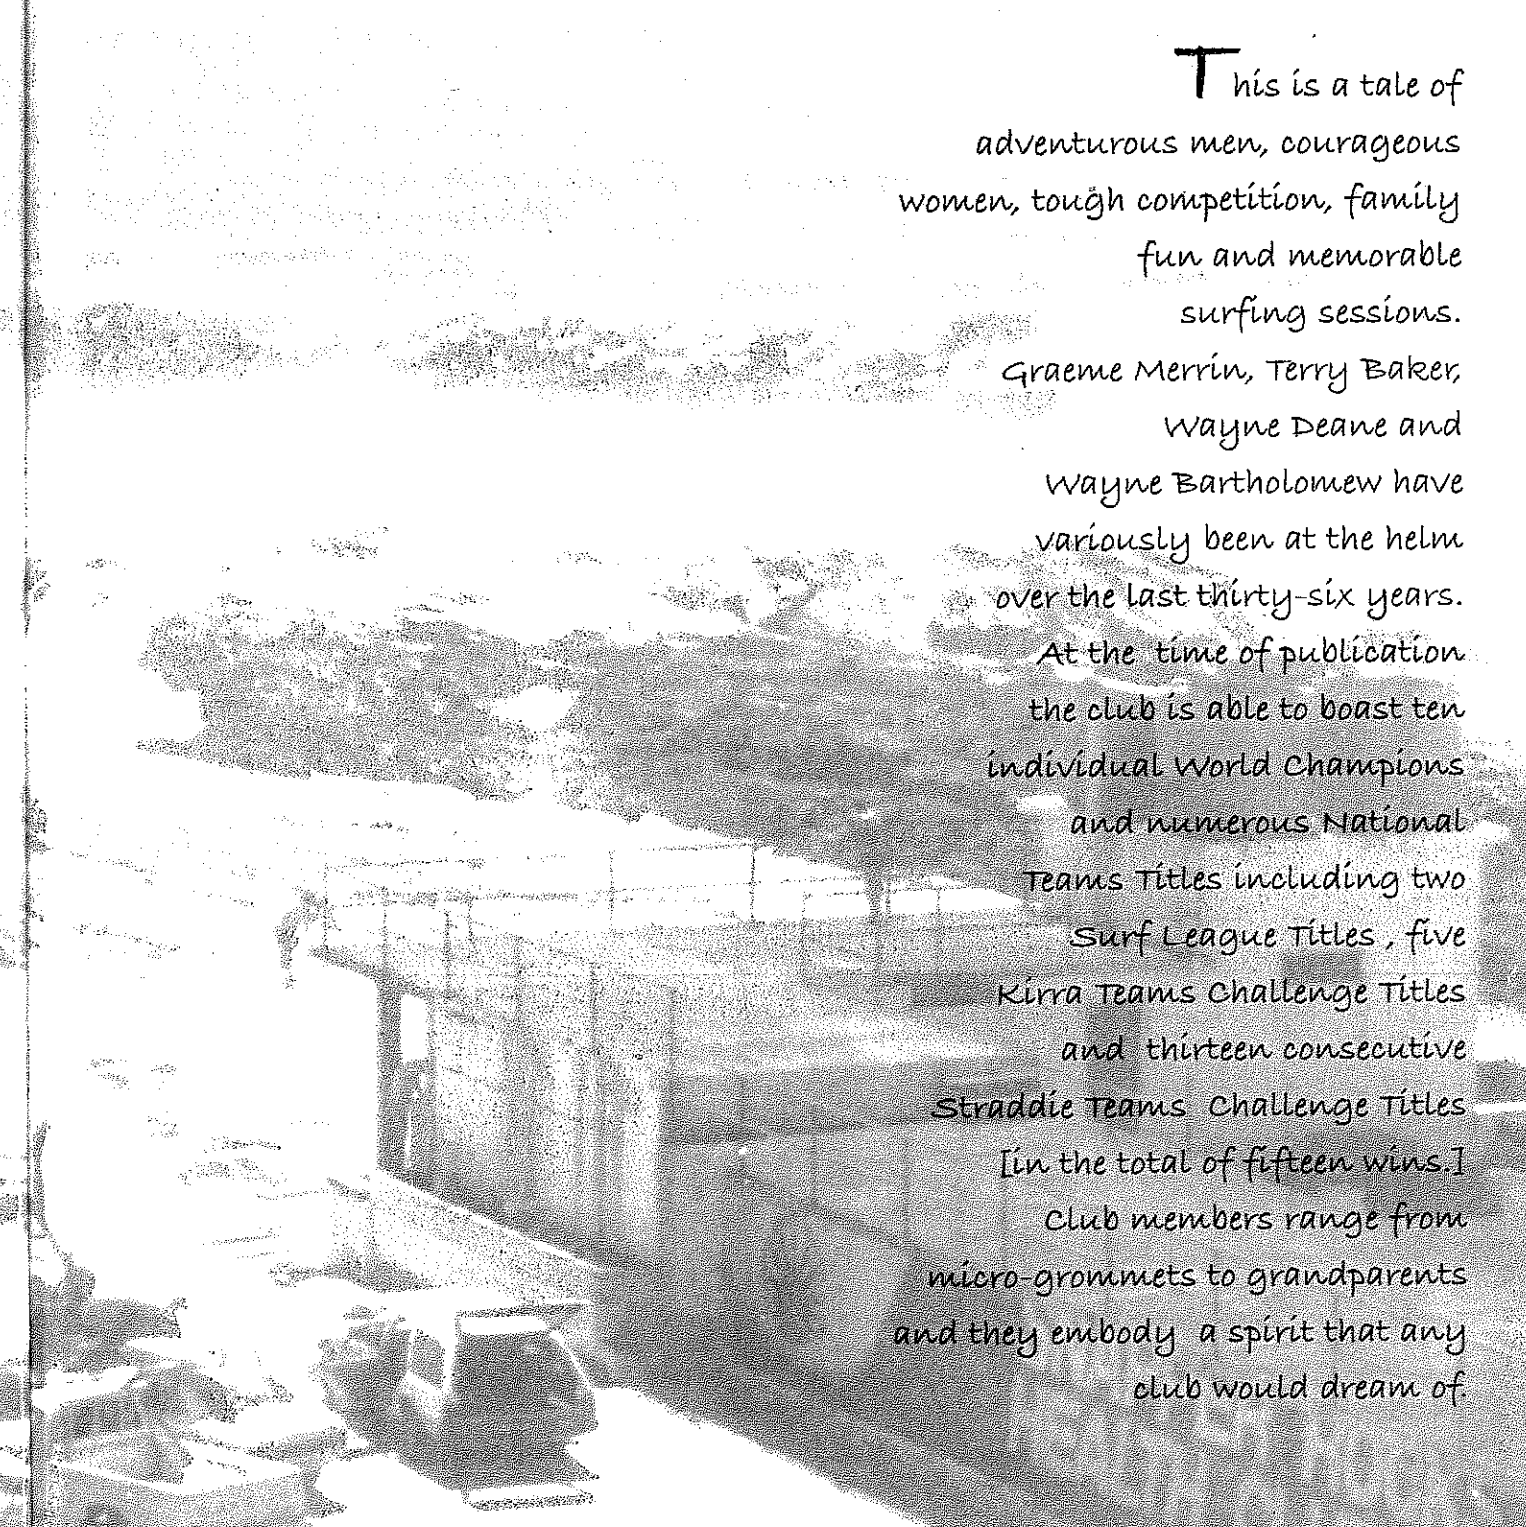 This is a tale of
adventurous men, courageous
women, tough competition, family
fun and memorable
surfing sessions.
Graeme Merrin, Terry Baker,
Wayne Deane and
Wayne Bartholomew have
variously been at the helm
over the last thirty-six years.
At the time of publication
the club is able to boast ten
individual World Champions
and numerous National
Teams Titles including two
Surf League Titles , five
Kirra Teams Challenge Titles
and thirteen consecutive
Straddie Teams Challenge Titles
[in the total of fifteen wins.]
Club members range from
micro-grommets to grandparents
and they embody a spirit that any
club would dream of.